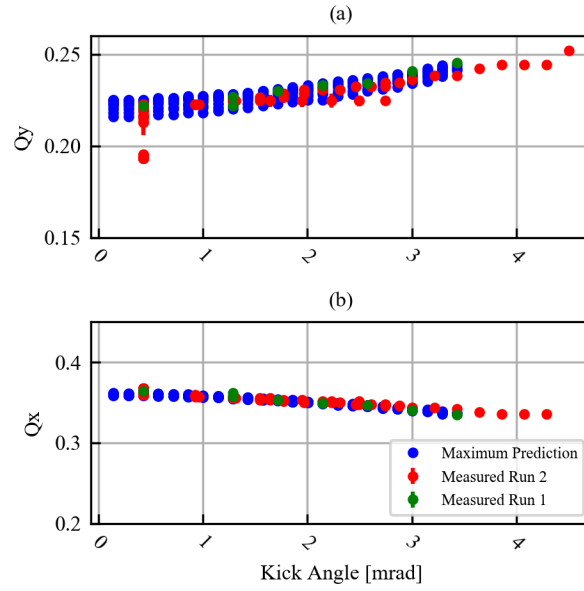 (a)
0.25
0.20
0.15
Qy
0 1 2 3 4
(b)
0.4
0.3
0.2
Qx
Maximum Prediction
Measured Run 2
Measured Run 1
0 1 2 3 4
Kick Angle [mrad]